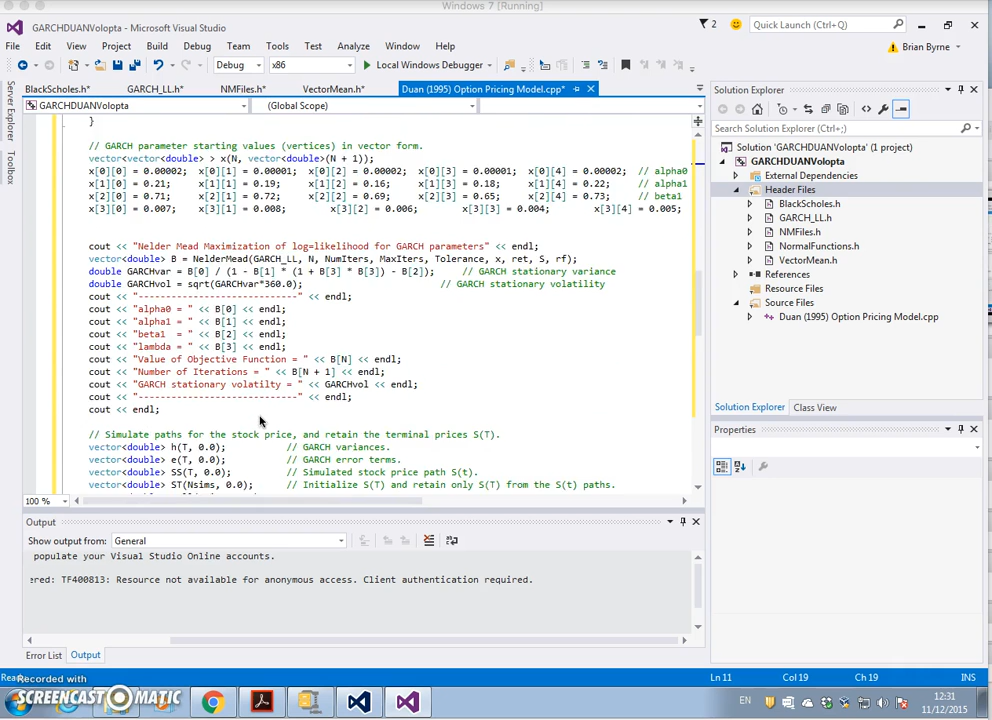 Windows 7 [Running]
GARCHDUANVolopta - Microsoft Visual Studio
2
Quick Launch (Ctrl+Q)
File Edit View Project Build Debug Team Tools Test Analyze Window Help
Brian Byrne
Debug x86 Local Windows Debugger
BlackScholes.h* GARCH_LL.h* NMFiles.h* VectorMean.h* Duan (1995) Option Pricing Model.cpp*
GARCHDUANVolopta (Global Scope)
Server Explorer
Toolbox
}
// GARCH parameter starting values (vertices) in vector form.
vector<vector<double> > x(N, vector<double>(N + 1));
x[0][0] = 0.00002; x[0][1] = 0.00001; x[0][2] = 0.00002; x[0][3] = 0.00001; x[0][4] = 0.00002; // alpha0
x[1][0] = 0.21; x[1][1] = 0.19; x[1][2] = 0.16; x[1][3] = 0.18; x[1][4] = 0.22; // alpha1
x[2][0] = 0.71; x[2][1] = 0.72; x[2][2] = 0.69; x[2][3] = 0.65; x[2][4] = 0.73; // beta1
x[3][0] = 0.007; x[3][1] = 0.008; x[3][2] = 0.006; x[3][3] = 0.004; x[3][4] = 0.005;
cout << "Nelder Mead Maximization of log=likelihood for GARCH parameters" << endl;
vector<double> B = NelderMead(GARCH_LL, N, NumIters, MaxIters, Tolerance, x, ret, S, rf);
double GARCHvar = B[0] / (1 - B[1] * (1 + B[3] * B[3]) - B[2]); // GARCH stationary variance
double GARCHvol = sqrt(GARCHvar*360.0); // GARCH stationary volatility
cout << "----------------------------" << endl;
cout << "alpha0 = " << B[0] << endl;
cout << "alpha1 = " << B[1] << endl;
cout << "beta1  = " << B[2] << endl;
cout << "lambda = " << B[3] << endl;
cout << "Value of Objective Function = " << B[N] << endl;
cout << "Number of Iterations = " << B[N + 1] << endl;
cout << "GARCH stationary volatilty = " << GARCHvol << endl;
cout << "----------------------------" << endl;
cout << endl;
// Simulate paths for the stock price, and retain the terminal prices S(T).
vector<double> h(T, 0.0); // GARCH variances.
vector<double> e(T, 0.0); // GARCH error terms.
vector<double> SS(T, 0.0); // Simulated stock price path S(t).
vector<double> ST(Nsims, 0.0); // Initialize S(T) and retain only S(T) from the S(t) paths.
100 %
Solution Explorer
Search Solution Explorer (Ctrl+;)
Solution 'GARCHDUANVolopta' (1 project)
GARCHDUANVolopta
External Dependencies
Header Files
BlackScholes.h
GARCH_LL.h
NMFiles.h
NormalFunctions.h
VectorMean.h
References
Resource Files
Source Files
Duan (1995) Option Pricing Model.cpp
Solution Explorer Class View
Properties
Output
Show output from: General
populate your Visual Studio Online accounts.
ered: TF400813: Resource not available for anonymous access. Client authentication required.
Error List Output
Ln 11 Col 19 Ch 19 INS
Recorded with
SCREENCAST MATIC
EN
12:31
11/12/2015